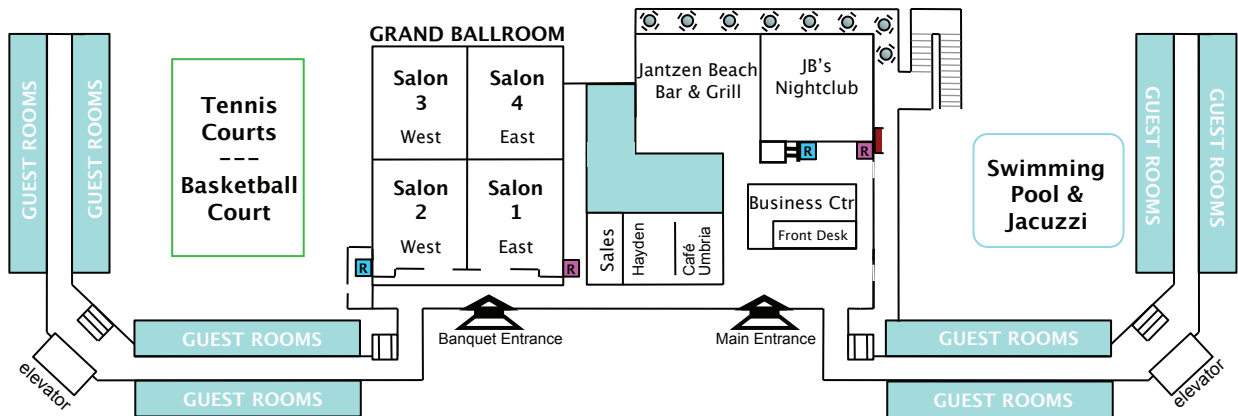 GRAND BALLROOM
Salon
3
West
Salon
4
East
Salon
2
West
Salon
1
East
R
R
Tennis
Courts
---
Basketball
Court
GUEST ROOMS
GUEST ROOMS
GUEST ROOMS
GUEST ROOMS
elevator
Banquet Entrance
Sales
Hayden
Café
Umbria
Jantzen Beach
Bar & Grill
JB's
Nightclub
R
R
Business Ctr
Front Desk
Main Entrance
Swimming
Pool &
Jacuzzi
GUEST ROOMS
GUEST ROOMS
GUEST ROOMS
GUEST ROOMS
elevator